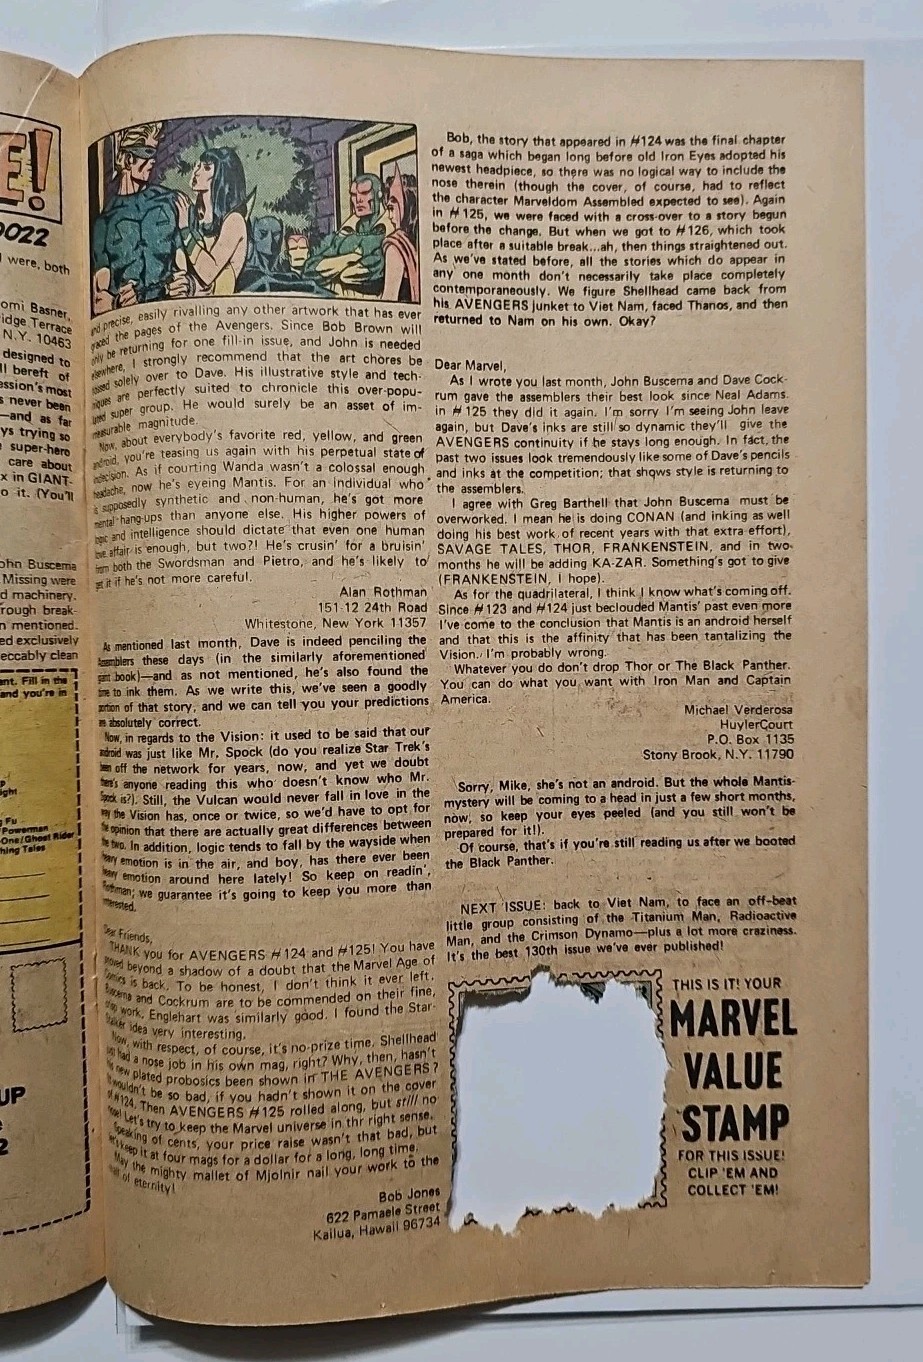 E!
0022
were, both
omi Basner,
idge Terrace
N.Y. 10463
designed to
ll bereft of
ession's most
s never been
—and as far
ys trying so
e super-hero
care about
x in GIANT-
o it. (You'll
ohn Buscema
Missing were
d machinery.
rough break-
n mentioned.
ed exclusively
eccably clean
ent. Fill in the
and you're in
Fu
Powerman
-One/Ghost Rider
hing Tales
UP
2
and precise, easily rivalling any other artwork that has ever
graced the pages of the Avengers. Since Bob Brown will
only be returning for one fill-in issue, and John is needed
elsewhere, I strongly recommend that the art chores be
tossed solely over to Dave. His illustrative style and tech-
niques are perfectly suited to chronicle this over-popu-
lated super group. He would surely be an asset of im-
measurable magnitude.
Now, about everybody's favorite red, yellow, and green
android, you're teasing us again with his perpetual state of
indecision. As if courting Wanda wasn't a colossal enough
headache, now he's eyeing Mantis. For an individual who
is supposedly synthetic and non-human, he's got more
mental hang-ups than anyone else. His higher powers of
logic and intelligence should dictate that even one human
love affair is enough, but two?! He's crusin' for a bruisin'
from both the Swordsman and Pietro, and he's likely to
get it if he's not more careful.
Alan Rothman
151-12 24th Road
Whitestone, New York 11357
As mentioned last month, Dave is indeed penciling the
Assemblers these days (in the similarly aforementioned
giant book)—and as not mentioned, he's also found the
time to ink them. As we write this, we've seen a goodly
portion of that story, and we can tell you your predictions
are absolutely correct.
Now, in regards to the Vision: it used to be said that our
android was just like Mr. Spock (do you realize Star Trek's
been off the network for years, now, and yet we doubt
there's anyone reading this who doesn't know who Mr.
Spock is?). Still, the Vulcan would never fall in love in the
way the Vision has, once or twice, so we'd have to opt for
the opinion that there are actually great differences between
the two. In addition, logic tends to fall by the wayside when
heavy emotion is in the air, and boy, has there ever been
heavy emotion around here lately! So keep on readin',
Rothman; we guarantee it's going to keep you more than
interested.
Dear Friends,
THANK you for AVENGERS #124 and #125! You have
proved beyond a shadow of a doubt that the Marvel Age of
Comics is back. To be honest, I don't think it ever left.
Buscema and Cockrum are to be commended on their fine,
crisp work. Englehart was similarly good. I found the Star-
Stalker idea very interesting.
Now, with respect, of course, it's no-prize time. Shellhead
had a nose job in his own mag, right? Why, then, hasn't
his new plated probosics been shown in THE AVENGERS?
It wouldn't be so bad, if you hadn't shown it on the cover
of #124. Then AVENGERS #125 rolled along, but still no
nose! Let's try to keep the Marvel universe in thr right sense.
Speaking of cents, your price raise wasn't that bad, but
let's keep it at four mags for a dollar for a long, long time.
May the mighty mallet of Mjolnir nail your work to the
hall of eternity!
Bob Jones
622 Pamaele Street
Kailua, Hawaii 96734
Bob, the story that appeared in #124 was the final chapter
of a saga which began long before old Iron Eyes adopted his
newest headpiece, so there was no logical way to include the
nose therein (though the cover, of course, had to reflect
the character Marveldom Assembled expected to see). Again
in #125, we were faced with a cross-over to a story begun
before the change. But when we got to #126, which took
place after a suitable break...ah, then things straightened out.
As we've stated before, all the stories which do appear in
any one month don't necessarily take place completely
contemporaneously. We figure Shellhead came back from
his AVENGERS junket to Viet Nam, faced Thanos, and then
returned to Nam on his own. Okay?
Dear Marvel,
As I wrote you last month, John Buscema and Dave Cock-
rum gave the assemblers their best look since Neal Adams.
in #125 they did it again. I'm sorry I'm seeing John leave
again, but Dave's inks are still so dynamic they'll give the
AVENGERS continuity if he stays long enough. In fact, the
past two issues look tremendously like some of Dave's pencils
and inks at the competition; that shows style is returning to
the assemblers.
I agree with Greg Barthell that John Buscema must be
overworked. I mean he is doing CONAN (and inking as well
doing his best work of recent years with that extra effort),
SAVAGE TALES, THOR, FRANKENSTEIN, and in two
months he will be adding KA-ZAR. Something's got to give
(FRANKENSTEIN, I hope).
As for the quadrilateral, I think I know what's coming off.
Since #123 and #124 just beclouded Mantis' past even more
I've come to the conclusion that Mantis is an android herself
and that this is the affinity that has been tantalizing the
Vision. I'm probably wrong.
Whatever you do don't drop Thor or The Black Panther.
You can do what you want with Iron Man and Captain
America.
Michael Verderosa
HuylerCourt
P.O. Box 1135
Stony Brook, N.Y. 11790
Sorry, Mike, she's not an android. But the whole Mantis-
mystery will be coming to a head in just a few short months,
now, so keep your eyes peeled (and you still won't be
prepared for it!).
Of course, that's if you're still reading us after we booted
the Black Panther.
NEXT ISSUE: back to Viet Nam, to face an off-beat
little group consisting of the Titanium Man, Radioactive
Man, and the Crimson Dynamo—plus a lot more craziness.
It's the best 130th issue we've ever published!
THIS IS IT! YOUR
MARVEL
VALUE
STAMP
FOR THIS ISSUE!
CLIP 'EM AND
COLLECT 'EM!